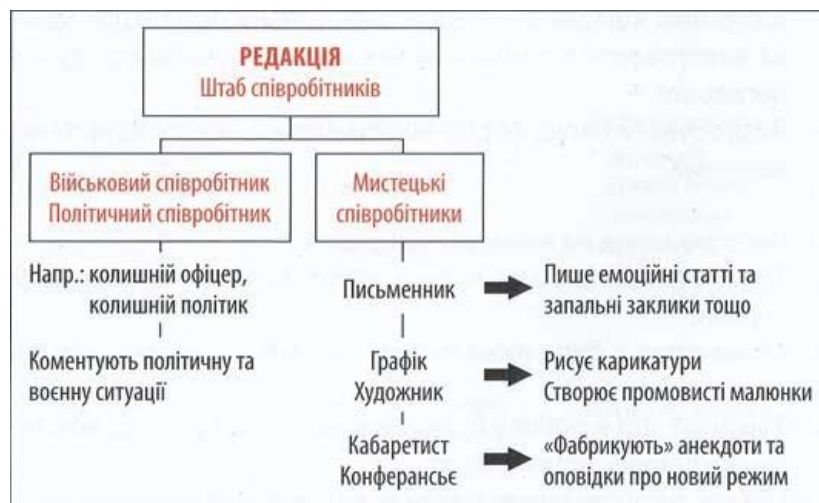 РЕДАКЦІЯ
Штаб співробітників
Військовий співробітник
Політичний співробітник
Напр.: колишній офіцер,
колишній політик
Коментують політичну та
воєнну ситуації
Мистецькі
співробітники
Письменник
Пише емоційні статті та
запальні заклики тощо
Графік
Художник
Рисує карикатури
Створює промовисті малюнки
Кабаретист
Конферансьє
«Фабрикують» анекдоти та
оповідки про новий режим